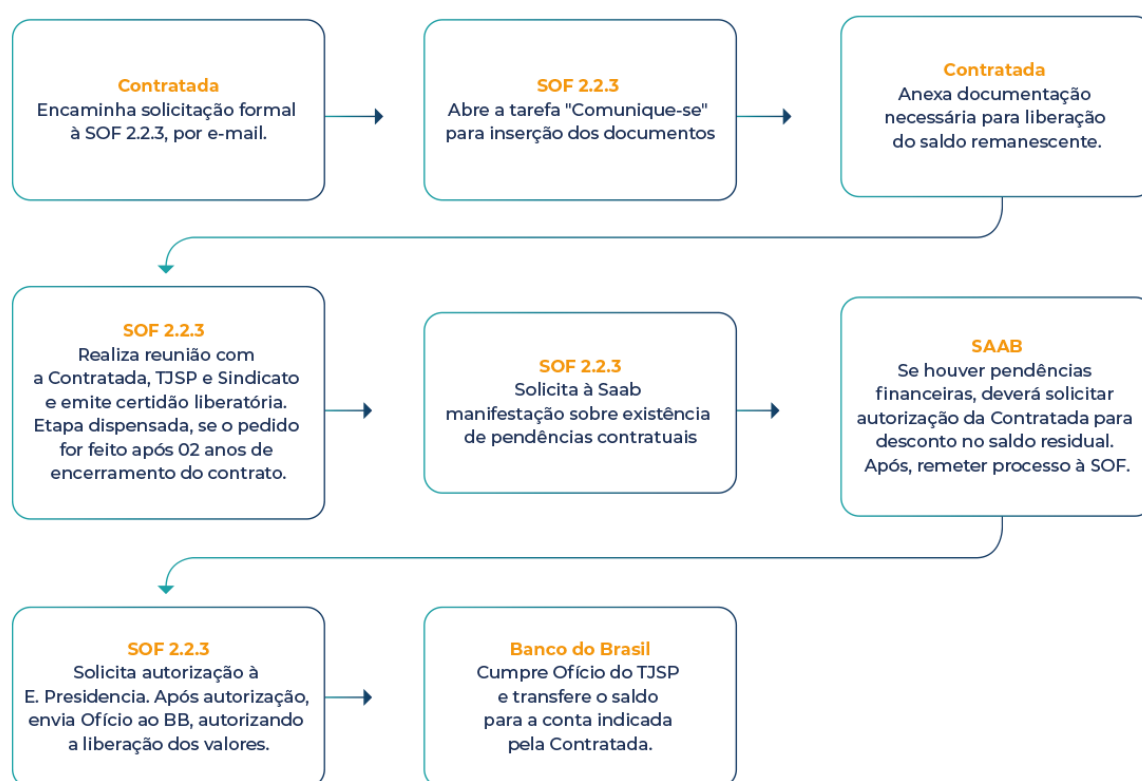 Contratada
Encaminha solicitação formal
à SOF 2.2.3, por e-mail.
SOF 2.2.3
Abre a tarefa "Comunique-se"
para inserção dos documentos
Contratada
Anexa documentação
necessária para liberação
do saldo remanescente.
SOF 2.2.3
Realiza reunião com
a Contratada, TJSP e Sindicato
e emite certidão liberatória.
Etapa dispensada, se o pedido
for feito após 02 anos de
encerramento do contrato.
SOF 2.2.3
Solicita à Saab
manifestação sobre existência
de pendências contratuais
SAAB
Se houver pendências
financeiras, deverá solicitar
autorização da Contratada para
desconto no saldo residual.
Após, remeter processo à SOF.
SOF 2.2.3
Solicita autorização à
E. Presidencia. Após autorização,
envia Ofício ao BB, autorizando
a liberação dos valores.
Banco do Brasil
Cumpre Ofício do TJSP
e transfere o saldo
para a conta indicada
pela Contratada.